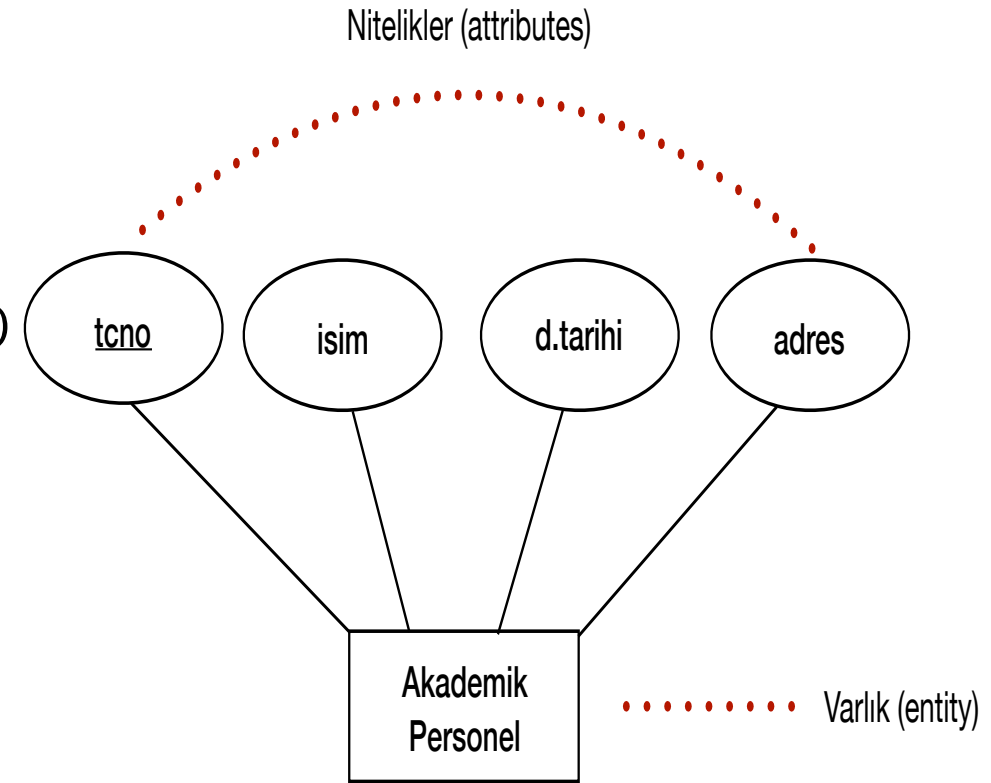 Nitelikler (attributes)
)
tcno
isim
d.tarihi
adres
Akademik
Personel
Varlık (entity)